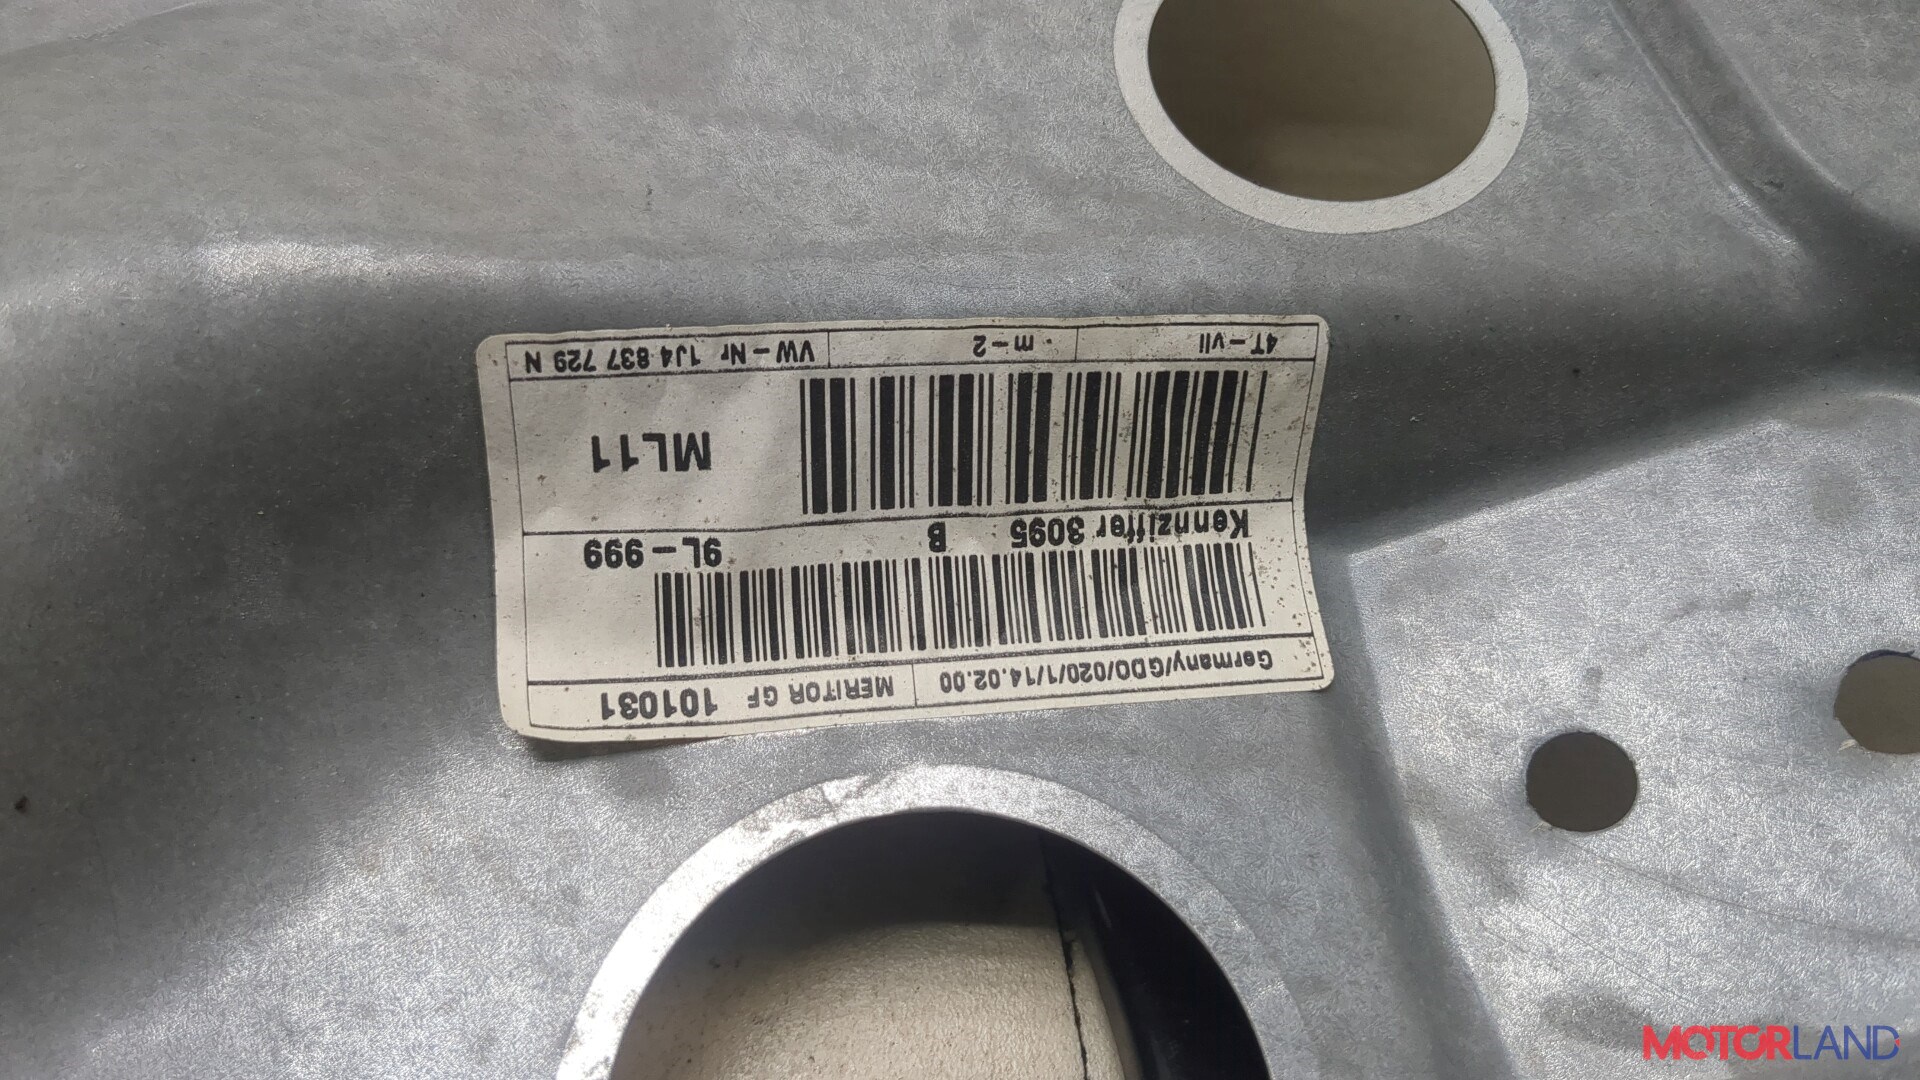 Germany/GDO/020/1/14.02.00 MERITOR GF 101031
Kennziffer 3095 B 9L-999
ML11
4T-vll m-2 VW-Nr 1J4 837 729 N
MOTORLAND